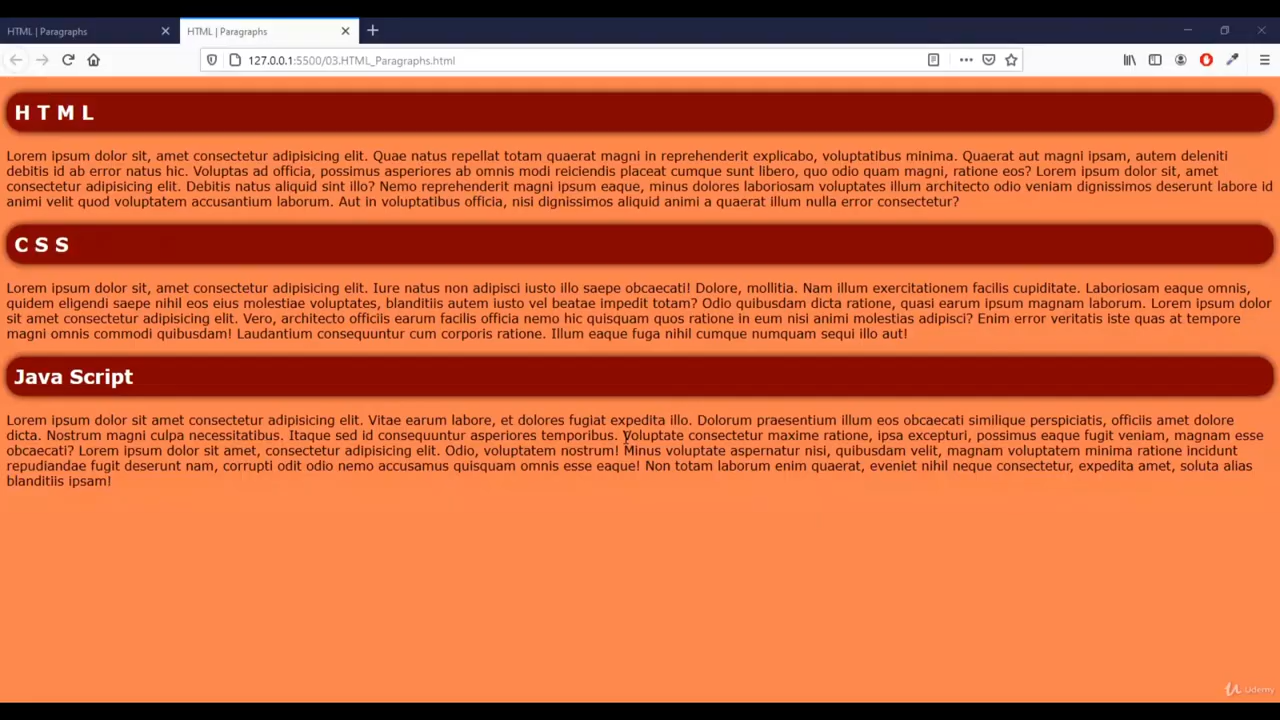 HTML | Paragraphs
HTML | Paragraphs
127.0.0.1:5500/03.HTML_Paragraphs.html
H T M L
Lorem ipsum dolor sit, amet consectetur adipisicing elit. Quae natus repellat totam quaerat magni in reprehenderit explicabo, voluptatibus minima. Quaerat aut magni ipsam, autem deleniti
debitis id ab error natus hic. Voluptas ad officia, possimus asperiores ab omnis modi reiciendis placeat cumque sunt libero, quo odio quam magni, ratione eos? Lorem ipsum dolor sit, amet
consectetur adipisicing elit. Debitis natus aliquid sint illo? Nemo reprehenderit magni ipsum eaque, minus dolores laboriosam voluptates illum architecto odio veniam dignissimos deserunt labore id
animi velit quod voluptatem accusantium laborum. Aut in voluptatibus officia, nisi dignissimos aliquid animi a quaerat illum nulla error consectetur?
C S S
Lorem ipsum dolor sit, amet consectetur adipisicing elit. Iure natus non adipisci iusto illo saepe obcaecati! Dolore, mollitia. Nam illum exercitationem facilis cupiditate. Laboriosam eaque omnis,
quidem eligendi saepe nihil eos eius molestiae voluptates, blanditiis autem iusto vel beatae impedit totam? Odio quibusdam dicta ratione, quasi earum ipsum magnam laborum. Lorem ipsum dolor
sit amet consectetur adipisicing elit. Vero, architecto officiis earum facilis officia nemo hic quisquam quos ratione in eum nisi animi molestias adipisci? Enim error veritatis iste quas at tempore
magni omnis commodi quibusdam! Laudantium consequuntur cum corporis ratione. Illum eaque fuga nihil cumque numquam sequi illo aut!
Java Script
Lorem ipsum dolor sit amet consectetur adipisicing elit. Vitae earum labore, et dolores fugiat expedita illo. Dolorum praesentium illum eos obcaecati similique perspiciatis, officiis amet dolore
dicta. Nostrum magni culpa necessitatibus. Itaque sed id consequuntur asperiores temporibus. Voluptate consectetur maxime ratione, ipsa excepturi, possimus eaque fugit veniam, magnam esse
obcaecati? Lorem ipsum dolor sit amet, consectetur adipisicing elit. Odio, voluptatem nostrum! Minus voluptate aspernatur nisi, quibusdam velit, magnam voluptatem minima ratione incidunt
repudiandae fugit deserunt nam, corrupti odit odio nemo accusamus quisquam omnis esse eaque! Non totam laborum enim quaerat, eveniet nihil neque consectetur, expedita amet, soluta alias
blanditiis ipsam!
Udemy